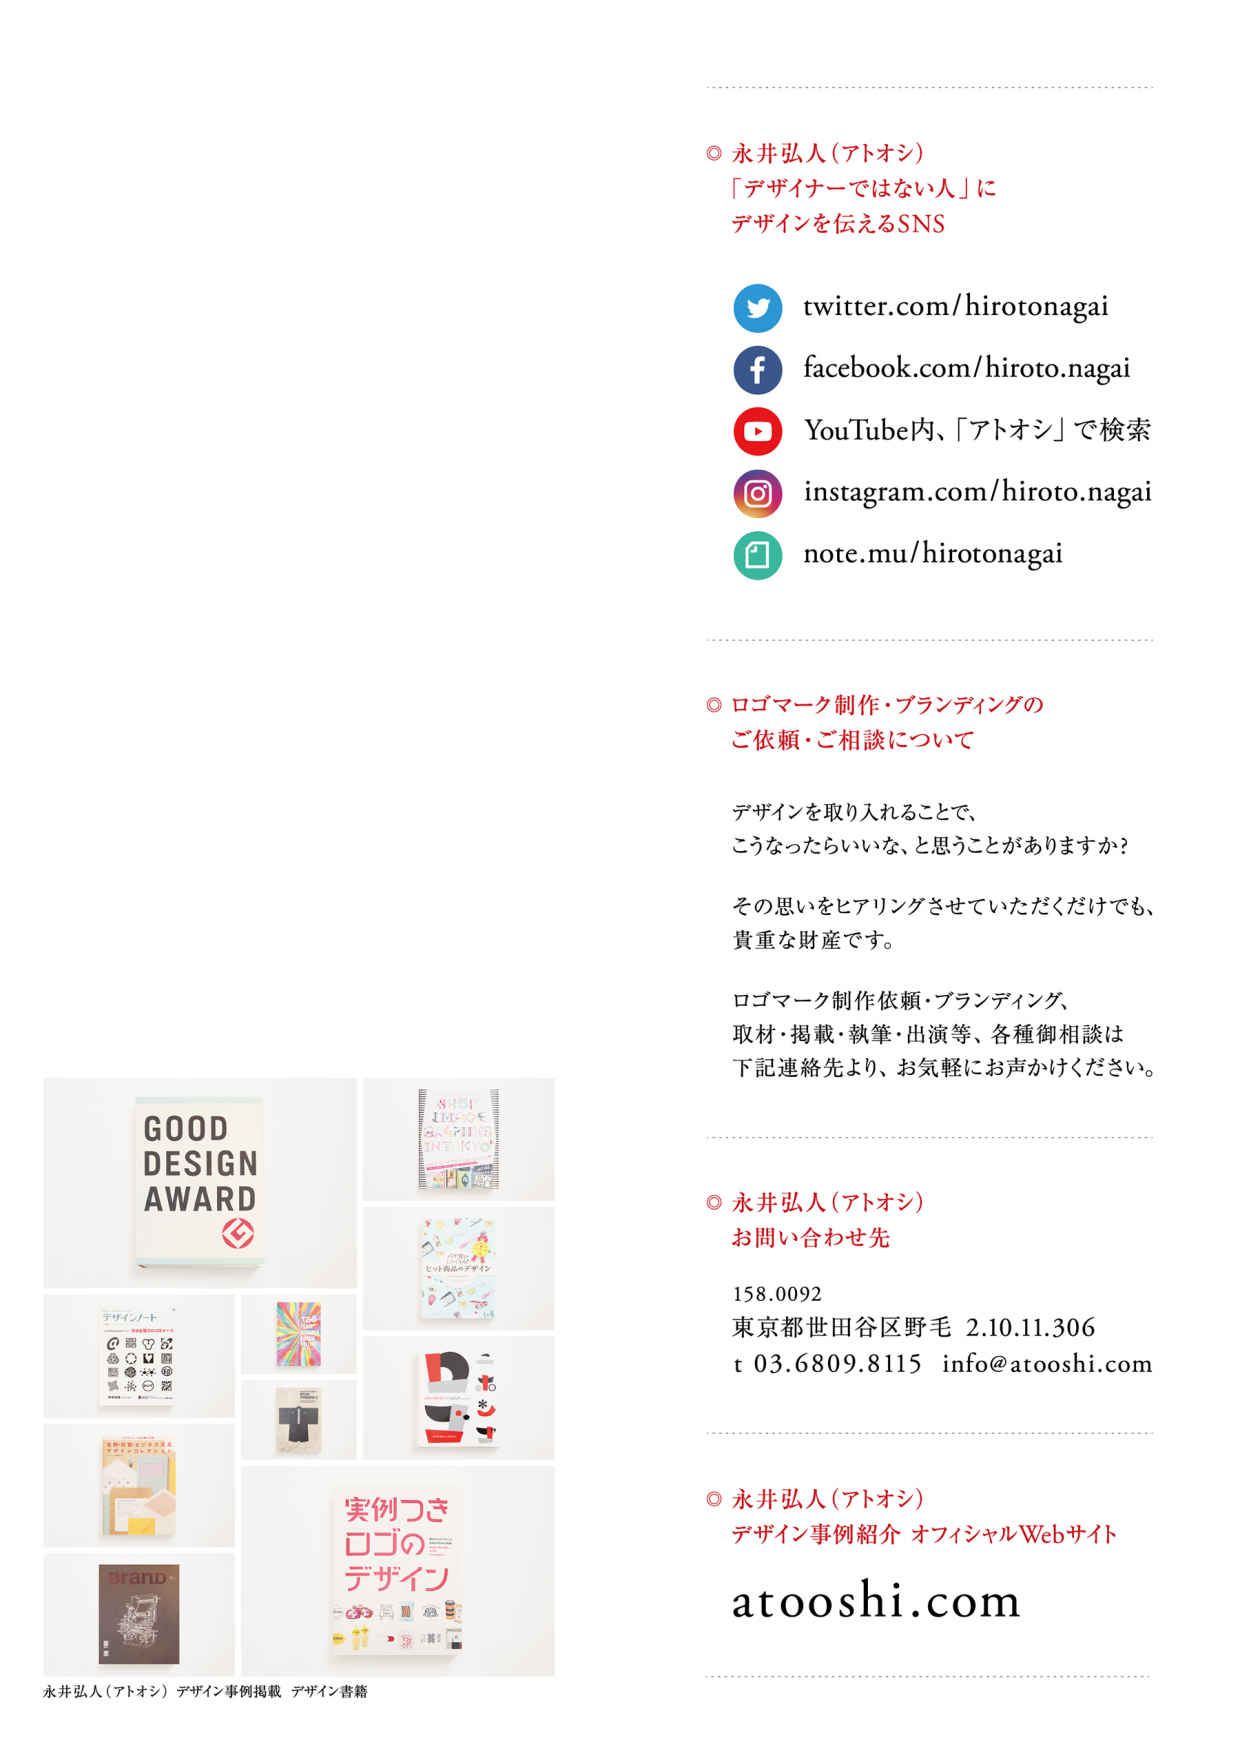 ◎ 永井弘人（アトオシ）
「デザイナーではない人」に
デザインを伝えるSNS
twitter.com/hirotonagai
facebook.com/hiroto.nagai
YouTube内、「アトオシ」で検索
instagram.com/hiroto.nagai
note.mu/hirotonagai
◎ ロゴマーク制作・ブランディングの
ご依頼・ご相談について
デザインを取り入れることで、
こうなったらいいな、と思うことがありますか？
その思いをヒアリングさせていただくだけでも、
貴重な財産です。
ロゴマーク制作依頼・ブランディング、
取材・掲載・執筆・出演等、各種御相談は
下記連絡先より、お気軽にお声かけください。
◎ 永井弘人（アトオシ）
お問い合わせ先
158.0092
東京都世田谷区野毛 2.10.11.306
t 03.6809.8115 info@atooshi.com
◎ 永井弘人（アトオシ）
デザイン事例紹介 オフィシャルWebサイト
atooshi.com
GOOD
DESIGN
AWARD
ヒット商品のデザイン
デザインノート
実例つき
ロゴの
デザイン
Brand
永井弘人（アトオシ） デザイン事例掲載 デザイン書籍